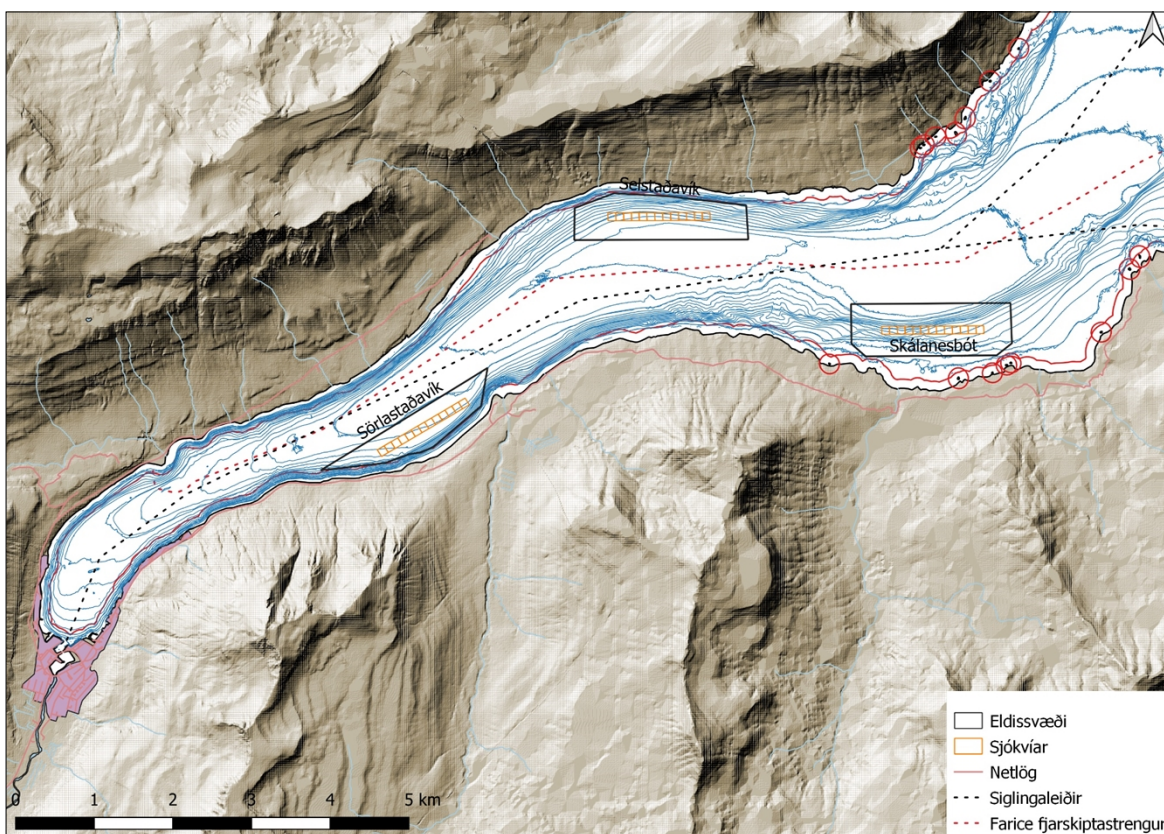 Selstaðavík
Skálanesbót
Sörlastaðavík
0 1 2 3 4 5 km
Eldissvæði
Sjókvíar
Netlög
Siglingaleiðir
Farice fjarskiptastrengur